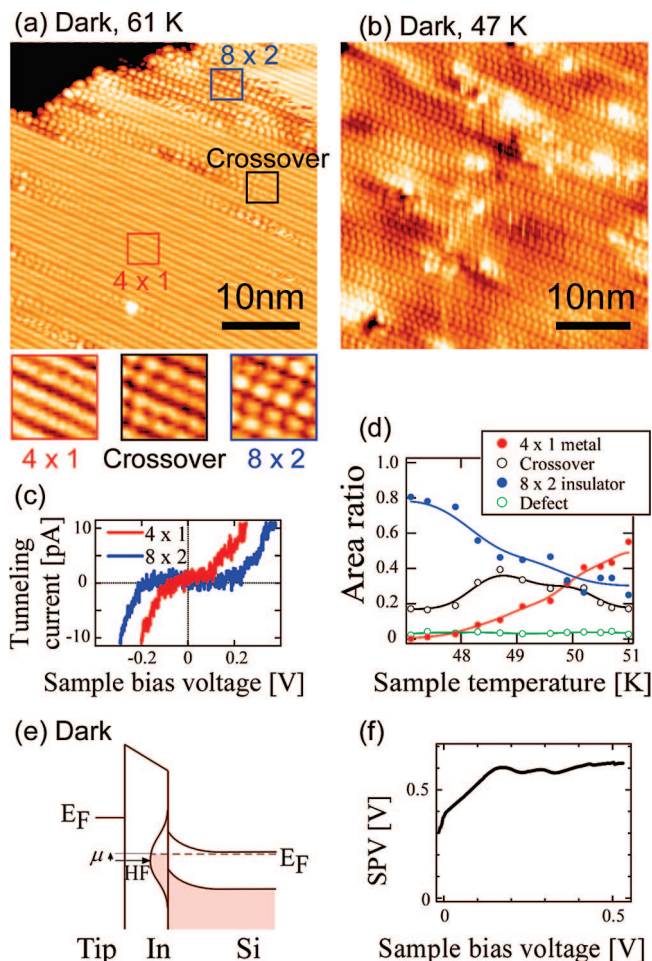 (a) Dark, 61 K
8 x 2
Crossover
4 x 1
10nm
4 x 1 Crossover 8 x 2
(b) Dark, 47 K
10nm
(c)
Tunneling
current [pA]
10
0
-10
4 x 1
8 x 2
-0.2 0 0.2
Sample bias voltage [V]
(d)
4 x 1 metal
Crossover
8 x 2 insulator
Defect
Area ratio
1.0
0.8
0.6
0.4
0.2
0
48 49 50 51
Sample temperature [K]
(e) Dark
EF
μ
HF
EF
Tip In Si
(f)
SPV [V]
0.5
0
0 0.5
Sample bias voltage [V]